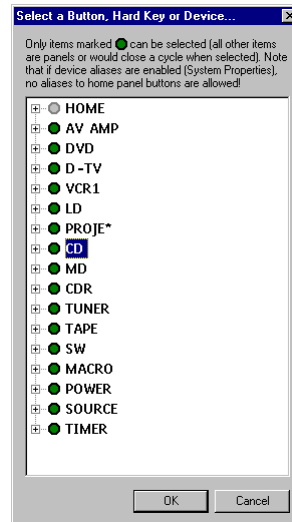 Select a Button, Hard Key or Device...
Only items marked can be selected (all other items
are panels or would close a cycle when selected). Note
that if device aliases are enabled (System Properties),
no aliases to home panel buttons are allowed!
HOME
AV AMP
DVD
D-TV
VCR1
LD
PROJE*
CD
MD
CDR
TUNER
TAPE
SW
MACRO
POWER
SOURCE
TIMER
OK Cancel